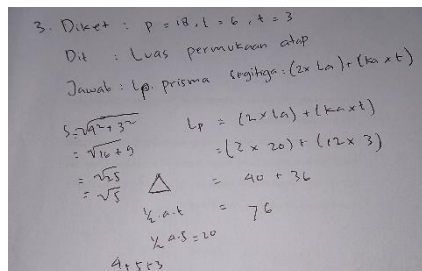 3. Diket : P = 18, l = 6, t = 3
Dit : Luas permukaan atap
Jawab : Lp. prisma segitiga : (2x La) + (ka x t)
S = √4² + 3²
= √16 + 9
= √25
= √5
Lp = (2 x La) + (ka x t)
= (2 x 20) + (12 x 3)
= 40 + 36
= 76
½ a.t
½ a.5 = 20
4+5+3